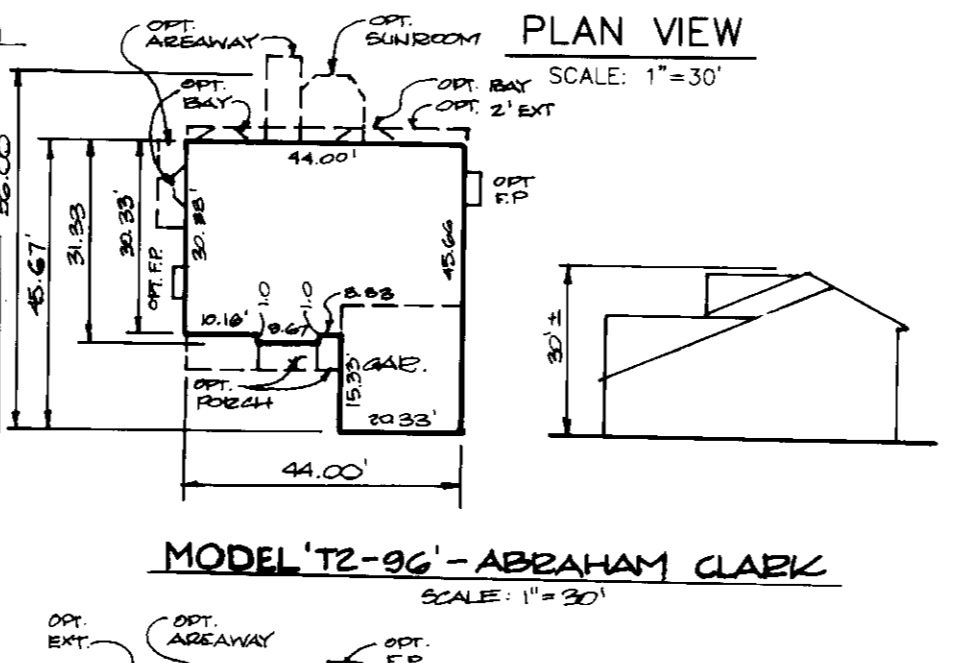 PLAN VIEW
SCALE: 1"=30'
OPT.
AREAWAY
OPT.
SUNROOM
OPT.
BAY
OPT. BAY
OPT. 2' EXT
44.00'
OPT
F.P
56.00
45.67'
31.33
30.33'
OPT. F.P.
45.66
30'±
10.16'
1.0
8.67
1.0
GAR.
15.33'
OPT.
PORCH
20.33'
44.00'
MODEL 'T2-96' - ABRAHAM CLARK
SCALE: 1"=30'
OPT.
EXT.
OPT.
AREAWAY
OPT.
F.P.